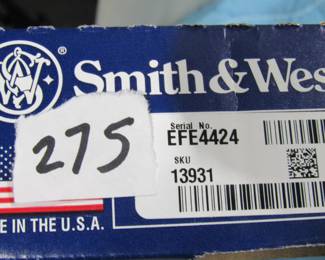 Smith & Wes
275
Serial No.
EFE4424
SKU
13931
E IN THE U.S.A.